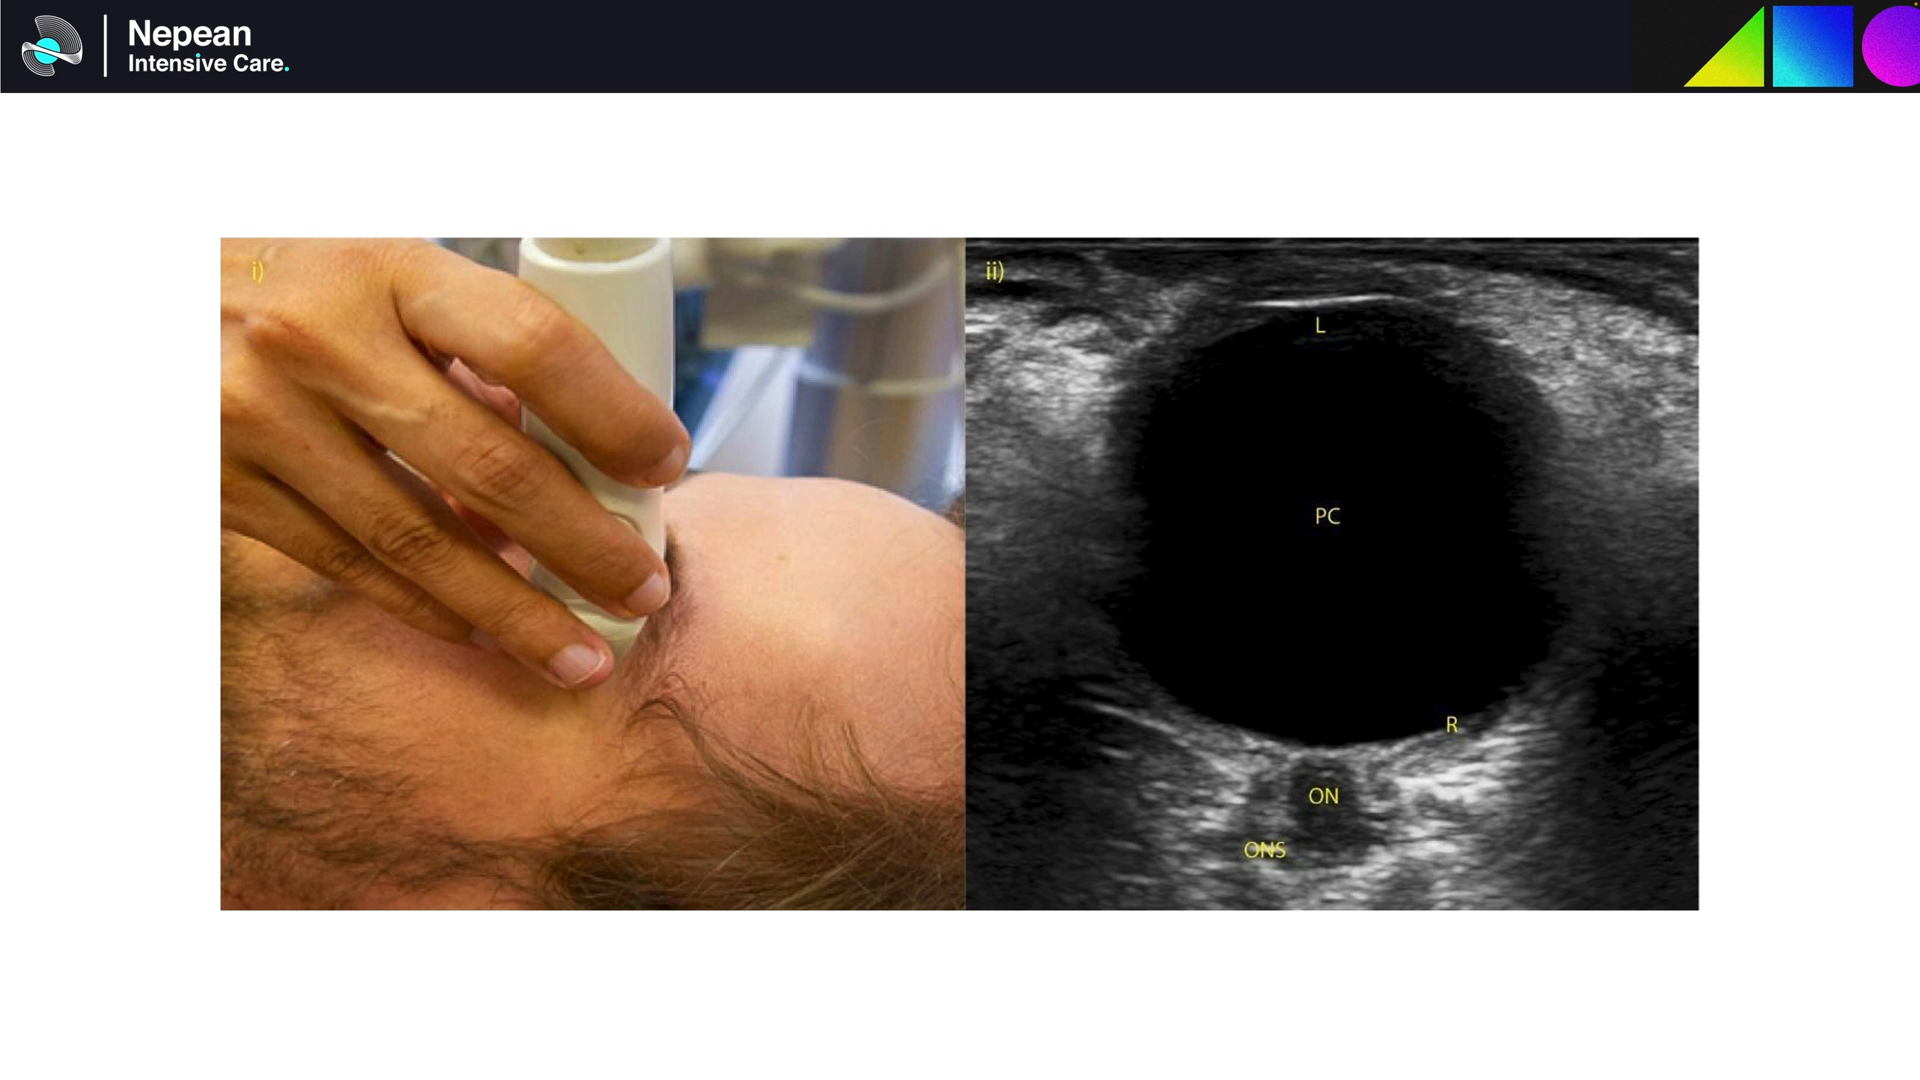 Nepean
Intensive Care.
i)
ii)
L
PC
R
ON
ONS